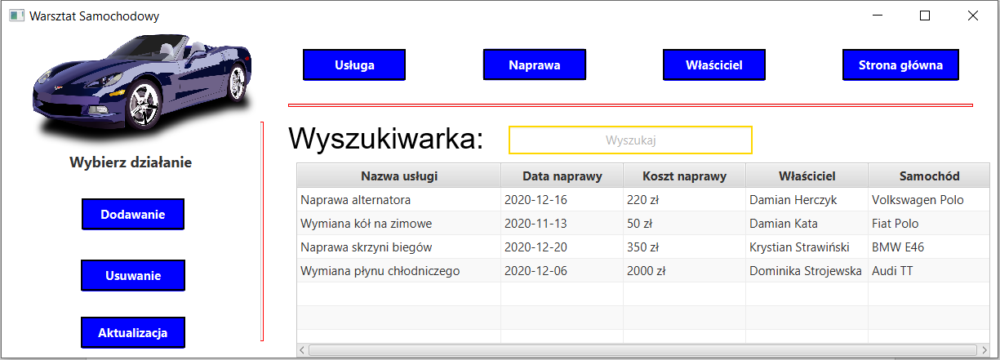 Warsztat Samochodowy
Usługa Naprawa Właściciel Strona główna
Wybierz działanie
Dodawanie
Usuwanie
Aktualizacja
Wyszukiwarka: Wyszukaj
Nazwa usługi Data naprawy Koszt naprawy Właściciel Samochód
Naprawa alternatora 2020-12-16 220 zł Damian Herczyk Volkswagen Polo
Wymiana kół na zimowe 2020-11-13 50 zł Damian Kata Fiat Polo
Naprawa skrzyni biegów 2020-12-20 350 zł Krystian Strawiński BMW E46
Wymiana płynu chłodniczego 2020-12-06 2000 zł Dominika Strojewska Audi TT